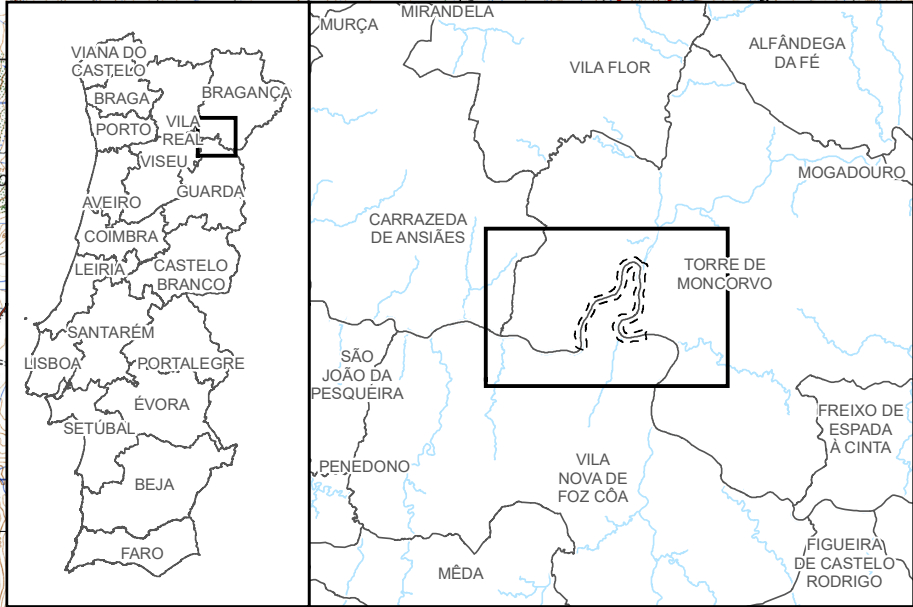 VIANA DO
CASTELO
BRAGA
BRAGANÇA
PORTO
VILA
REAL
VISEU
GUARDA
AVEIRO
COIMBRA
LEIRIA
CASTELO
BRANCO
SANTARÉM
LISBOA
PORTALEGRE
ÉVORA
SETÚBAL
BEJA
FARO
MURÇA
MIRANDELA
VILA FLOR
ALFÂNDEGA
DA FÉ
MOGADOURO
CARRAZEDA
DE ANSIÃES
TORRE DE
MONCORVO
SÃO
JOÃO DA
PESQUEIRA
FREIXO DE
ESPADA
À CINTA
PENEDONO
VILA
NOVA DE
FOZ CÔA
MÊDA
FIGUEIRA
DE CASTELO
RODRIGO